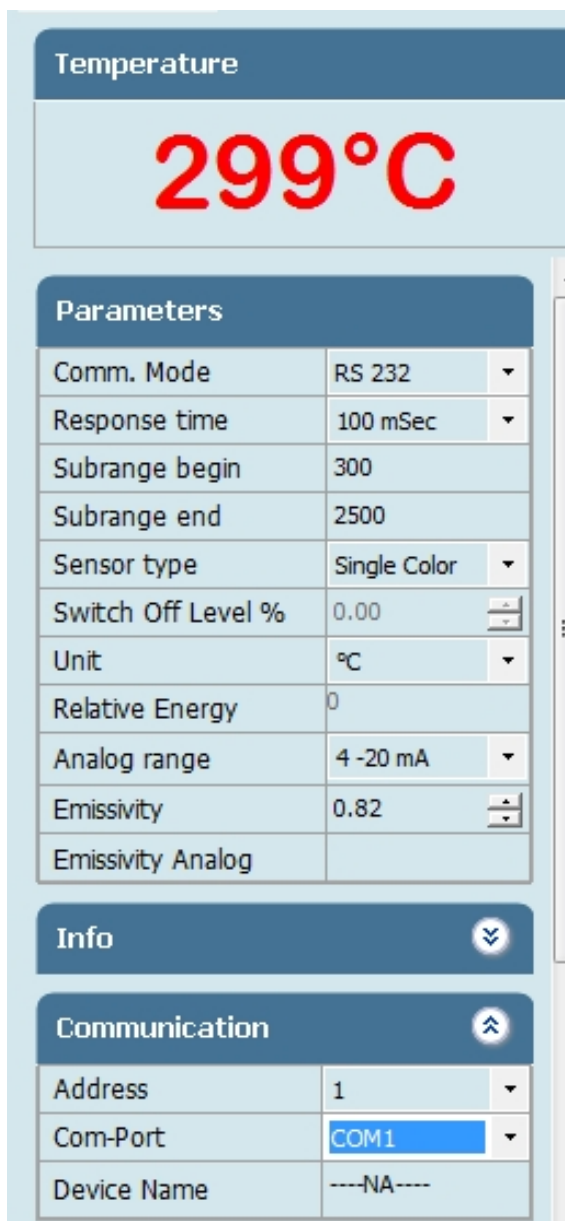 Temperature
299°C
Parameters
Comm. Mode RS 232
Response time 100 mSec
Subrange begin 300
Subrange end 2500
Sensor type Single Color
Switch Off Level % 0.00
Unit °C
Relative Energy 0
Analog range 4 -20 mA
Emissivity 0.82
Emissivity Analog
Info
Communication
Address 1
Com-Port COM1
Device Name ----NA----